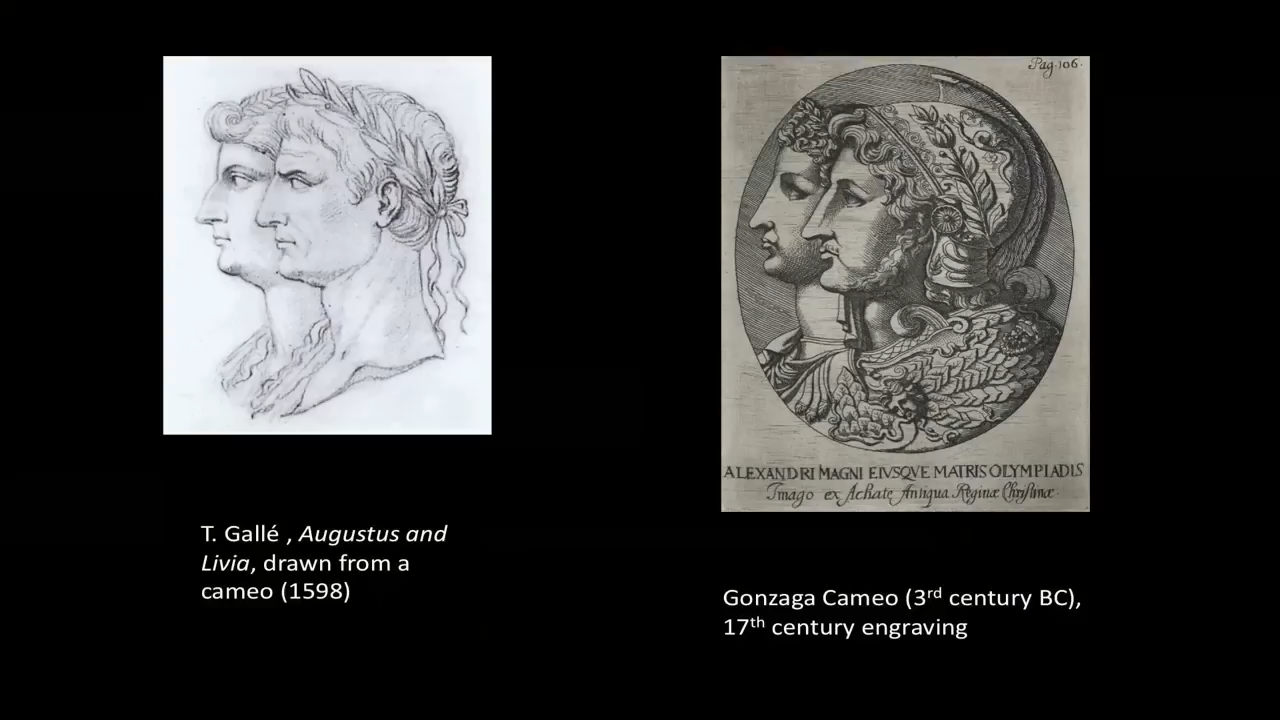 Pag. 106.
ALEXANDRI MAGNI EIVSQVE MATRIS OLYMPIADIS
Imago ex Achate Antiqua Reginæ Christinæ
T. Gallé , Augustus and
Livia, drawn from a
cameo (1598)
Gonzaga Cameo (3rd century BC),
17th century engraving